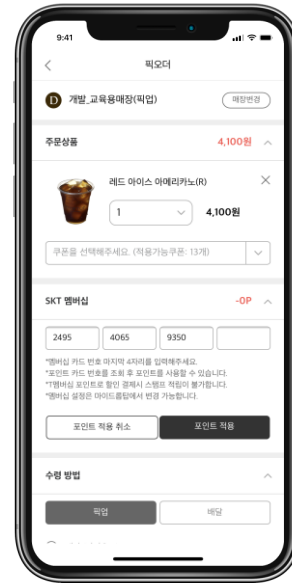 9:41
픽오더
D 개발_교육용매장(픽업) 매장변경
주문상품 4,100원
레드 아이스 아메리카노(R)
1 4,100원
쿠폰을 선택해주세요. (적용가능쿠폰: 13개)
SKT 멤버십 -0P
2495 4065 9350
*멤버십 카드 번호 마지막 4자리를 입력해주세요.
*포인트 카드 번호를 조회 후 포인트를 사용할 수 있습니다.
*T멤버십 포인트로 할인 결제시 스탬프 적립이 불가합니다.
*멤버십 설정은 마이드롭탑에서 변경 가능합니다.
포인트 적용 취소 포인트 적용
수령 방법
픽업 배달